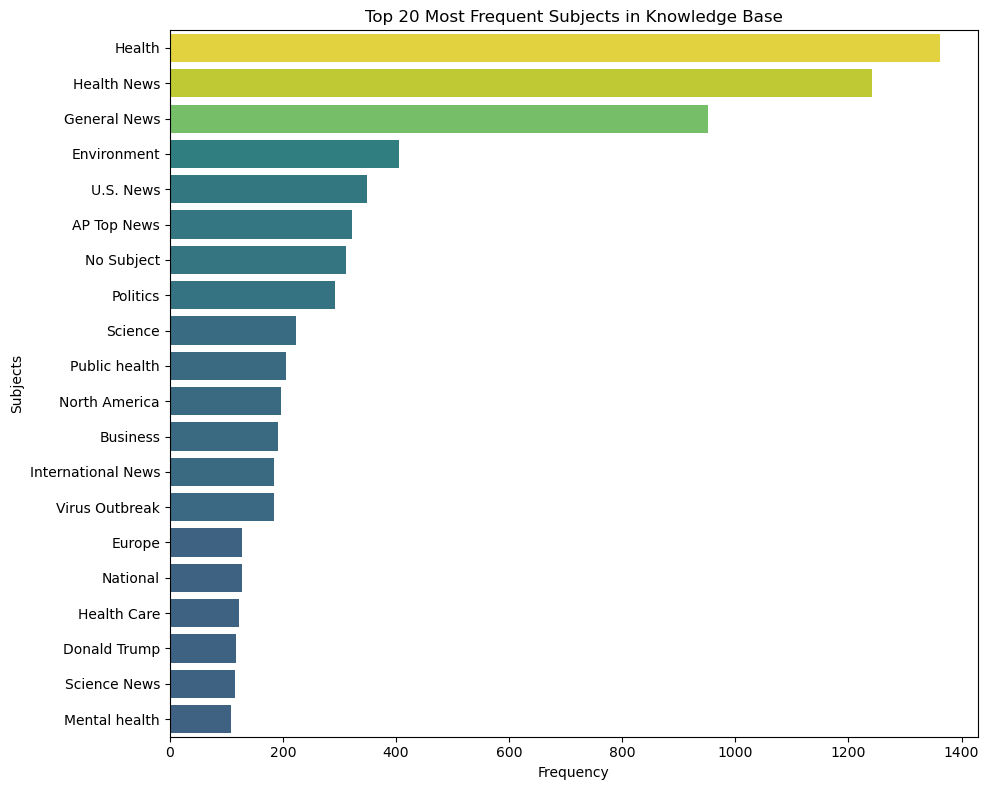 Top 20 Most Frequent Subjects in Knowledge Base
Health
Health News
General News
Environment
U.S. News
AP Top News
No Subject
Politics
Science
Public health
North America
Business
International News
Virus Outbreak
Europe
National
Health Care
Donald Trump
Science News
Mental health
Subjects
0 200 400 600 800 1000 1200 1400
Frequency